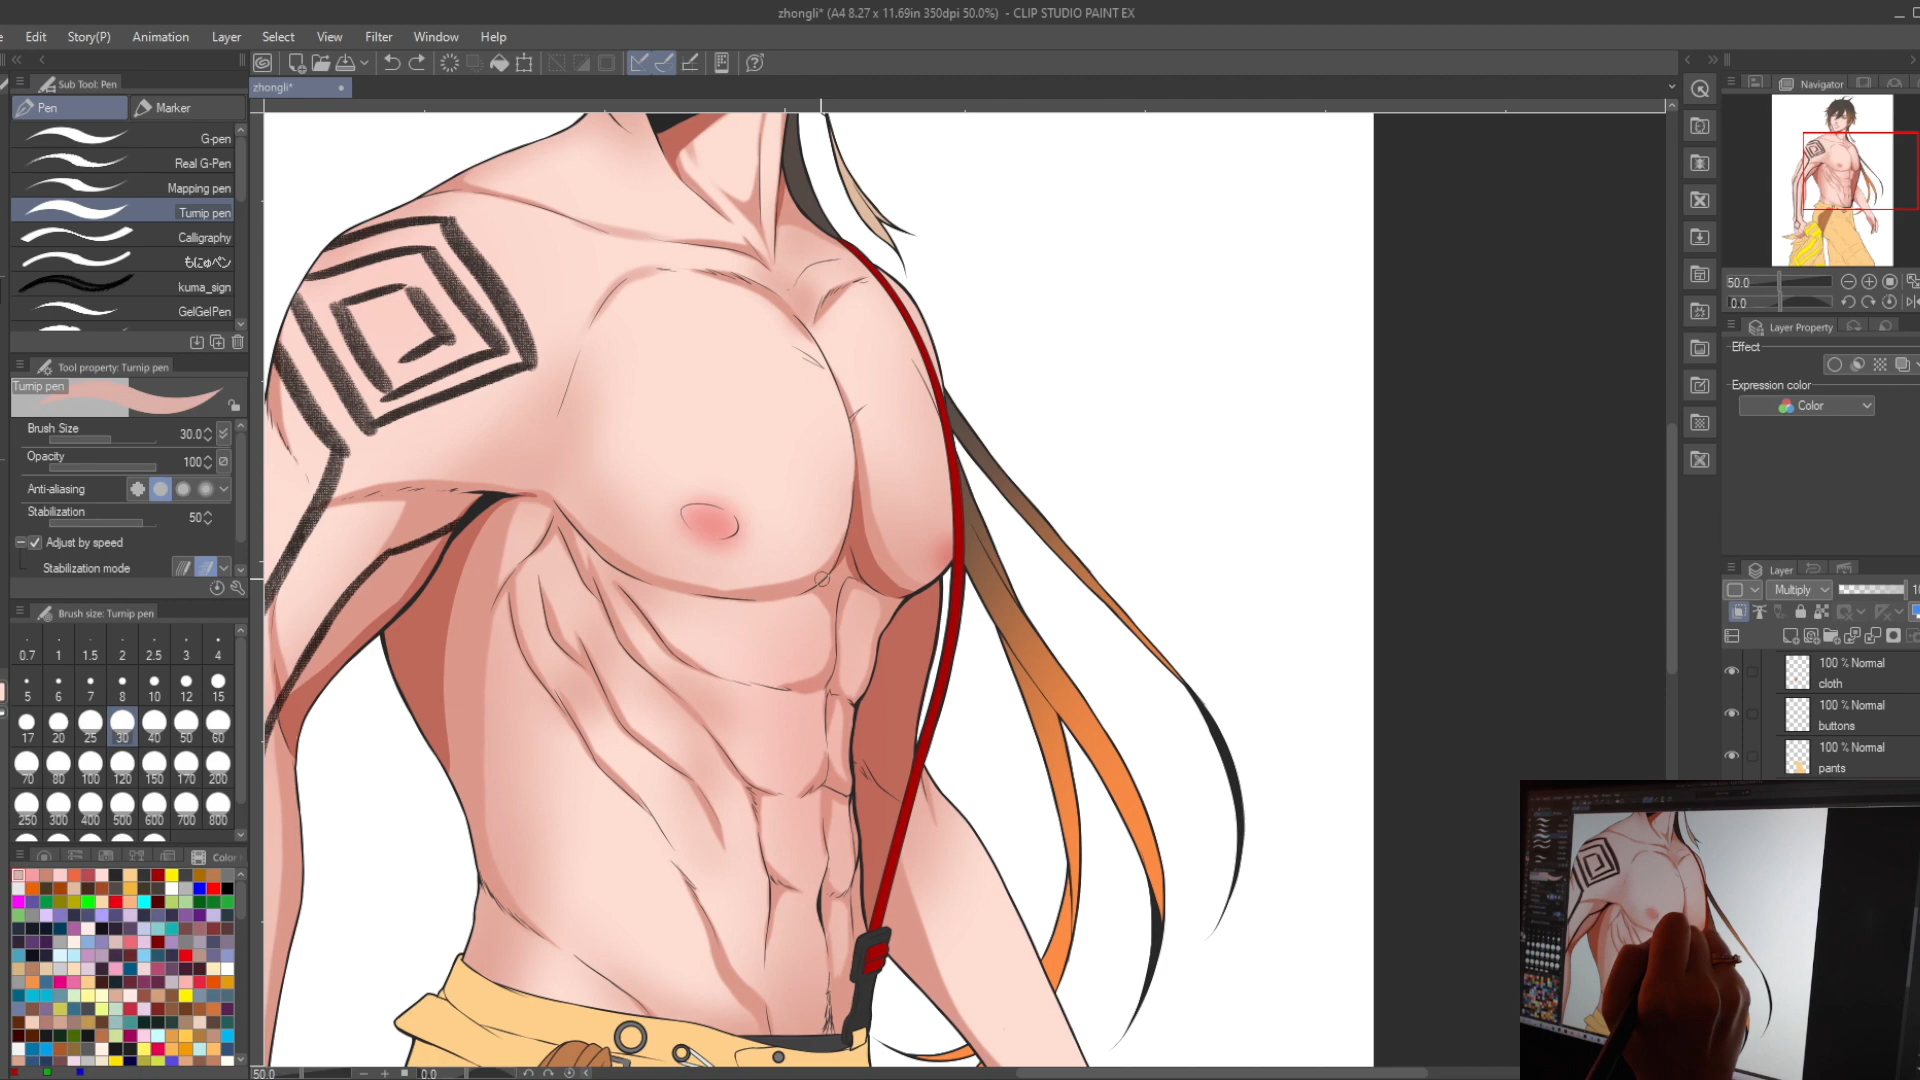 zhongli* (A4 8.27 x 11.69in 350dpi 50.0%) - CLIP STUDIO PAINT EX
Edit Story(P) Animation Layer Select View Filter Window Help
Sub Tool: Pen
zhongli*
Navigator
Pen Marker
G-pen
Real G-Pen
Mapping pen
Turnip pen
Calligraphy
もにゅペン
kuma_sign
GelGelPen
50.0
0.0
Layer Property
Effect
Expression color
Color
Tool property: Turnip pen
Turnip pen
Brush Size 30.0
Opacity 100
Anti-aliasing
Stabilization 50
Adjust by speed
Stabilization mode
Brush size: Turnip pen
0.7 1 1.5 2 2.5 3 4
5 6 7 8 10 12 15
17 20 25 30 40 50 60
70 80 100 120 150 170 200
250 300 400 500 600 700 800
Color
Layer
Multiply
100 % Normal
cloth
100 % Normal
buttons
100 % Normal
pants
50.0 0.0